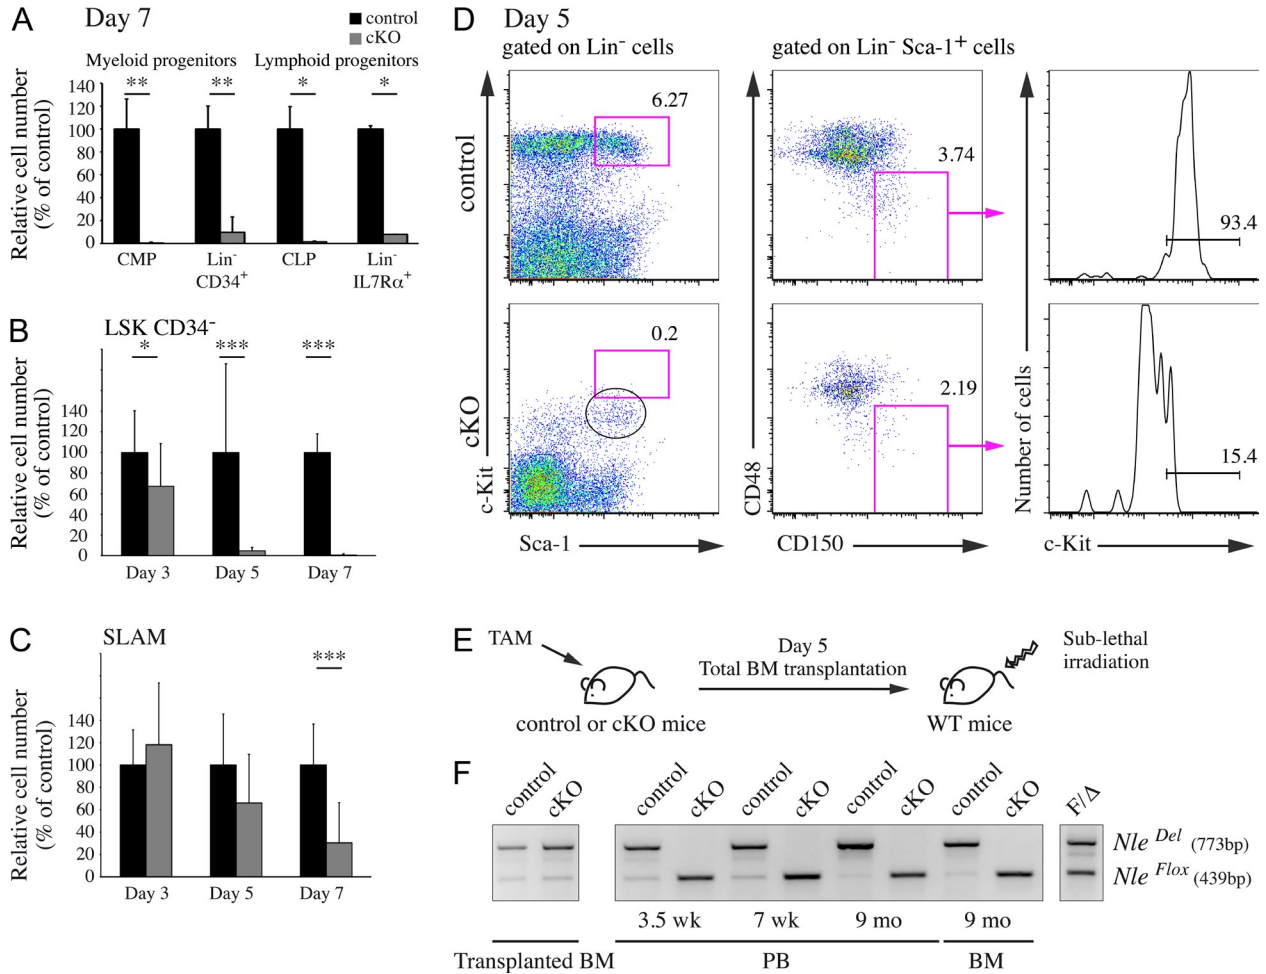 A Day 7
control
cKO
Myeloid progenitors Lymphoid progenitors
Relative cell number
(% of control)
140
120
100
80
60
40
20
0
** ** * *
CMP Lin⁻ CLP Lin⁻
CD34⁺ IL7Rα⁺
B LSK CD34⁻
Relative cell number
(% of control)
* *** ***
140
120
100
80
60
40
20
0
Day 3 Day 5 Day 7
C SLAM
Relative cell number
(% of control)
***
140
120
100
80
60
40
20
0
Day 3 Day 5 Day 7
D Day 5
gated on Lin⁻ cells gated on Lin⁻ Sca-1⁺ cells
control
6.27 3.74 93.4
cKO
0.2 2.19 15.4
c-Kit
CD48
Number of cells
Sca-1 CD150 c-Kit
E TAM
Day 5
Total BM transplantation
Sub-lethal
irradiation
control or cKO mice WT mice
F control cKO control cKO control cKO control cKO control cKO F/Δ
Nle Del (773bp)
Nle Flox (439bp)
3.5 wk 7 wk 9 mo 9 mo
Transplanted BM PB BM